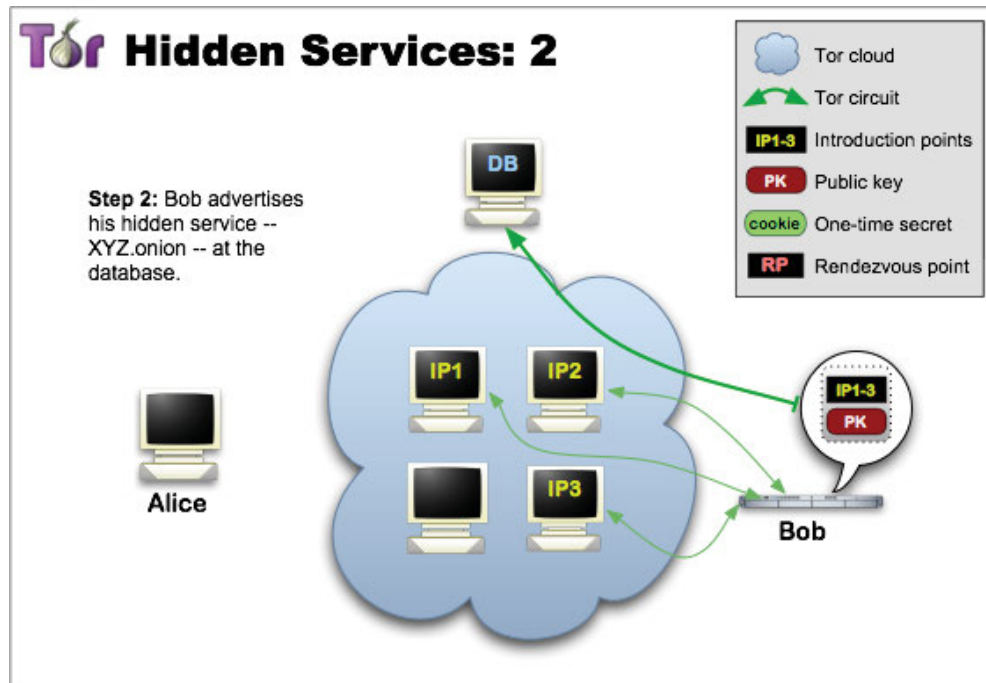 Tor Hidden Services: 2
Tor cloud
Tor circuit
IP1-3 Introduction points
PK Public key
cookie One-time secret
RP Rendezvous point
DB
Step 2: Bob advertises
his hidden service --
XYZ.onion -- at the
database.
IP1 IP2
IP1-3
PK
IP3
Alice
Bob